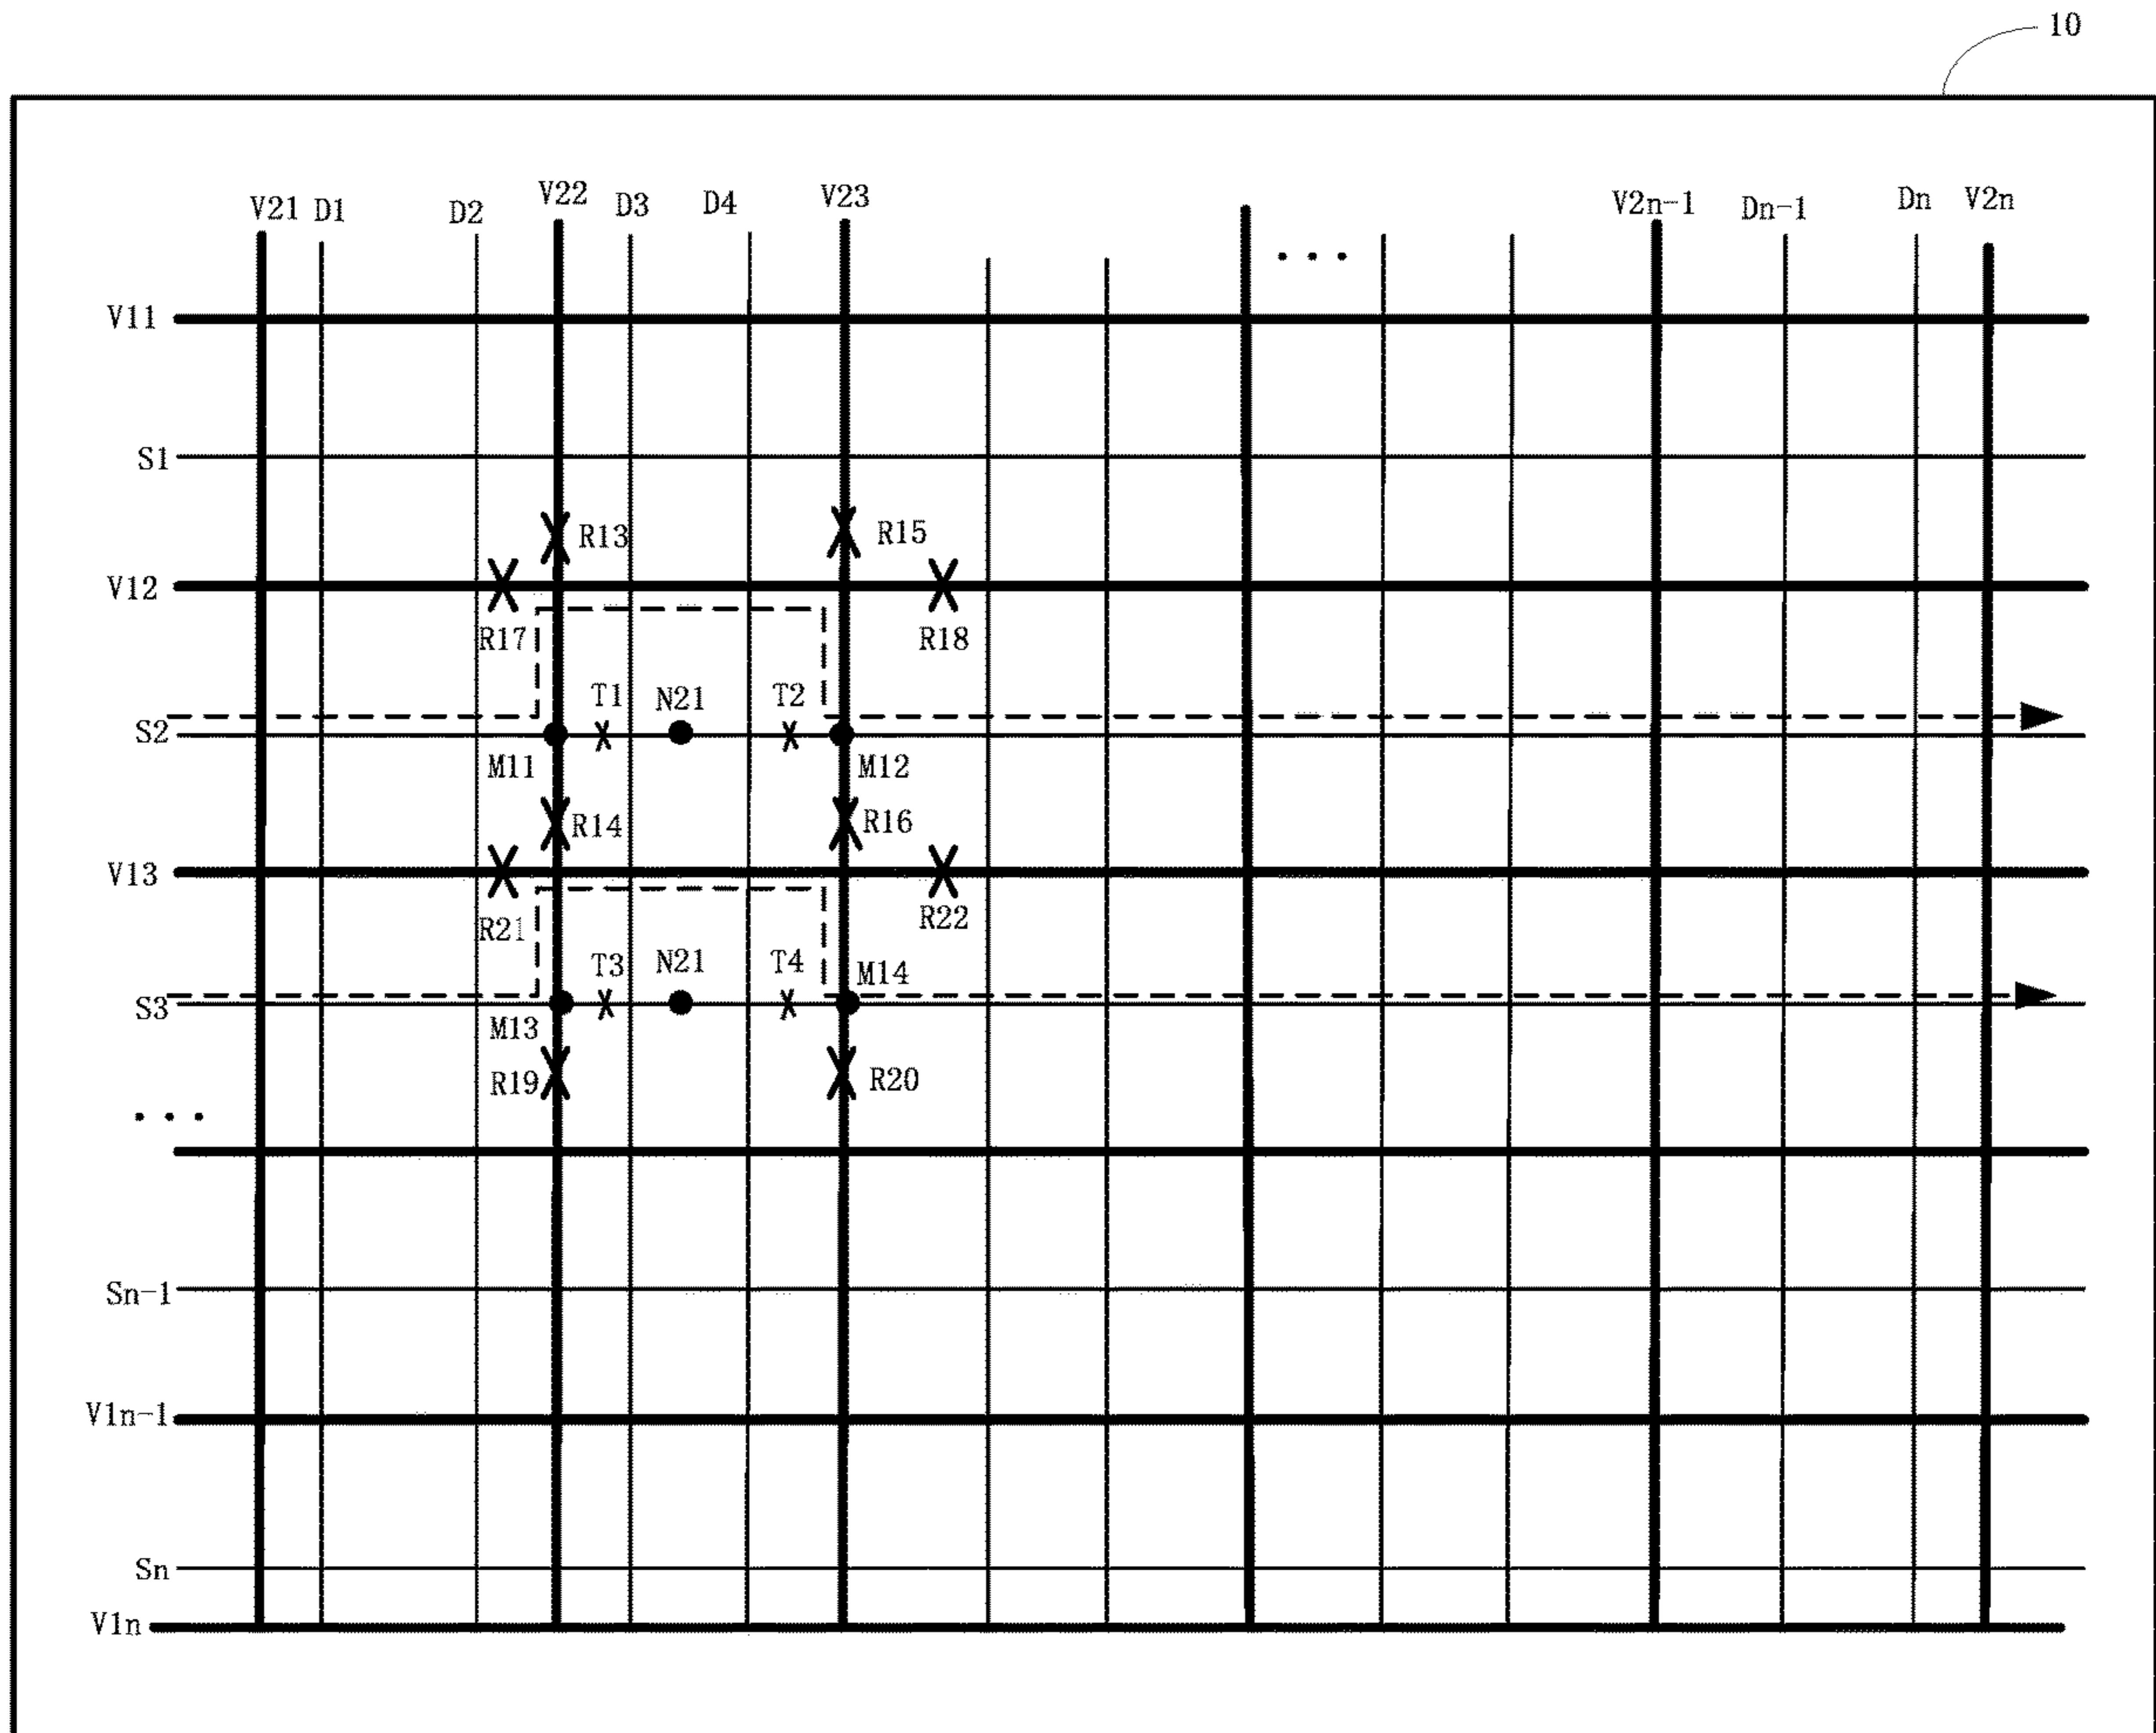 10
V21 D1 D2 V22 D3 D4 V23 V2n-1 Dn-1 Dn V2n
...
V11
S1
R13 R15
V12
R17 R18
T1 N21 T2
S2
M11 M12
R14 R16
V13
R21 R22
T3 N21 T4 M14
S3
M13
R19 R20
...
Sn-1
V1n-1
Sn
V1n